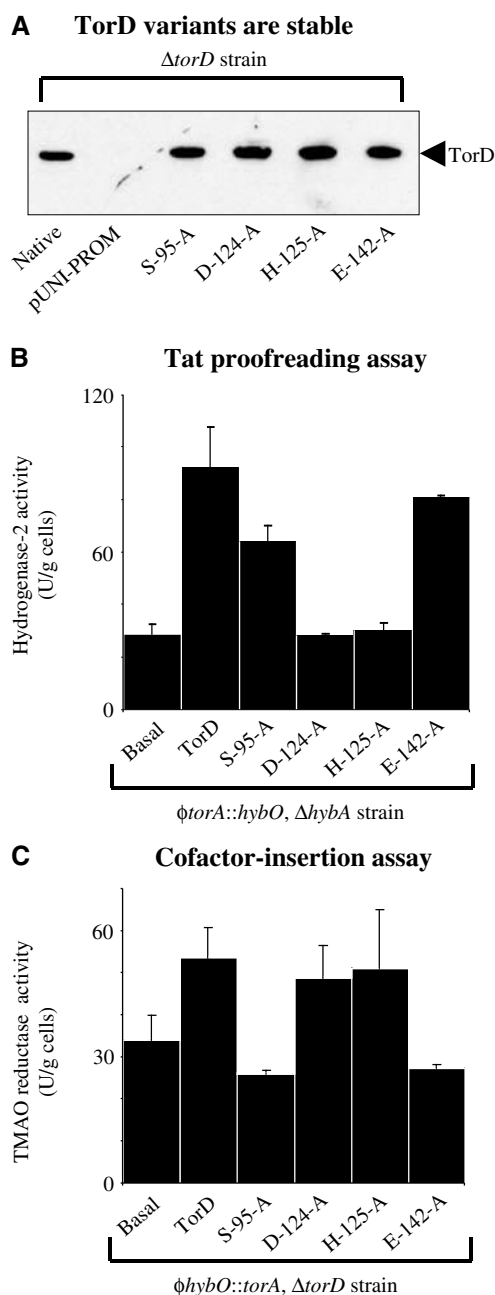 A TorD variants are stable
ΔtorD strain
TorD
Native
pUNI-PROM
S-95-A
D-124-A
H-125-A
E-142-A
B Tat proofreading assay
Hydrogenase-2 activity
(U/g cells)
120
60
0
Basal
TorD
S-95-A
D-124-A
H-125-A
E-142-A
ϕtorA::hybO, ΔhybA strain
C Cofactor-insertion assay
TMAO reductase activity
(U/g cells)
60
30
0
Basal
TorD
S-95-A
D-124-A
H-125-A
E-142-A
ϕhybO::torA, ΔtorD strain